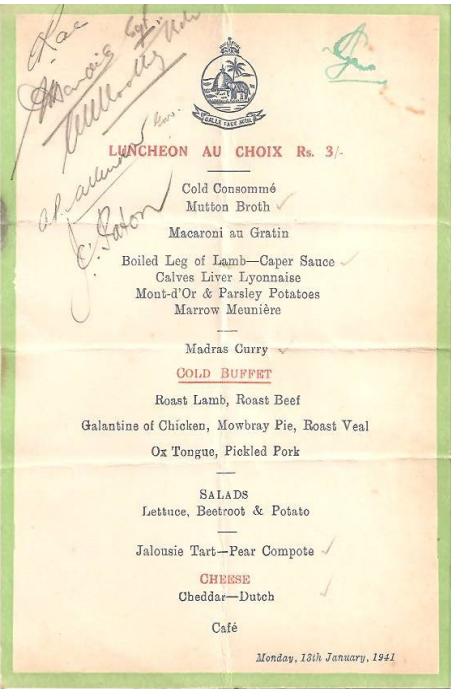 GALLE FACE HOTEL
LUNCHEON AU CHOIX Rs. 3/-
Cold Consommé
Mutton Broth
Macaroni au Gratin
Boiled Leg of Lamb—Caper Sauce
Calves Liver Lyonnaise
Mont-d'Or & Parsley Potatoes
Marrow Meunière
Madras Curry
COLD BUFFET
Roast Lamb, Roast Beef
Galantine of Chicken, Mowbray Pie, Roast Veal
Ox Tongue, Pickled Pork
SALADS
Lettuce, Beetroot & Potato
Jalousie Tart—Pear Compote
CHEESE
Cheddar—Dutch
Café
Monday, 13th January, 1941